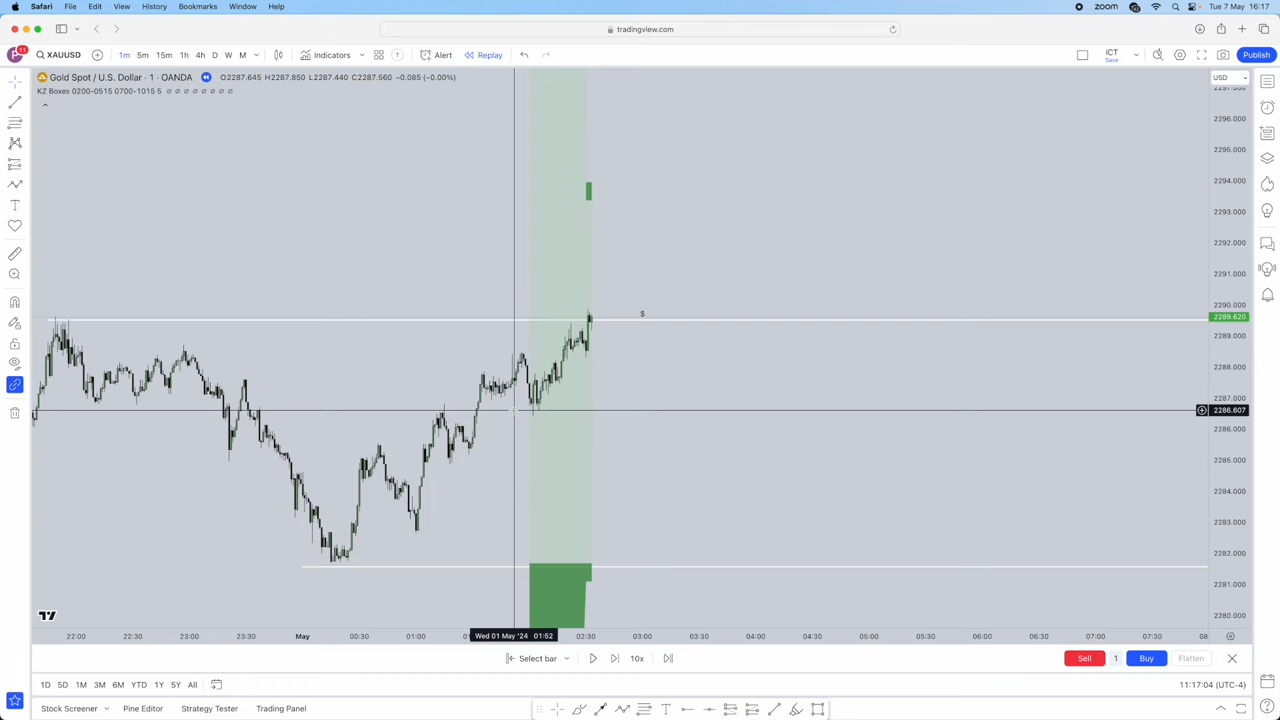 Safari File Edit View History Bookmarks Window Help zoom Tue 7 May 16:17
tradingview.com
11 P XAUUSD 1m 5m 15m 1h 4h D W M Indicators Alert Replay ICT Save Publish
Gold Spot / U.S. Dollar · 1 · OANDA O2287.645 H2287.850 L2287.440 C2287.560 −0.085 (−0.00%) USD
KZ Boxes 0200-0515 0700-1015 5 ∅ ∅ ∅ ∅ ∅ ∅ ∅ ∅
2297.000
2296.000
2295.000
2294.000
2293.000
2292.000
2291.000
2290.000
$
2289.620
2289.000
2288.000
2287.000
2286.607
2286.000
2285.000
2284.000
2283.000
2282.000
2281.000
2280.000
22:00 22:30 23:00 23:30 May 00:30 01:00 Wed 01 May '24 01:52 02:30 03:00 03:30 04:00 04:30 05:00 05:30 06:00 06:30 07:00 07:30 08
Select bar 10x Sell 1 Buy Flatten
1D 5D 1M 3M 6M YTD 1Y 5Y All 11:17:04 (UTC-4)
Stock Screener Pine Editor Strategy Tester Trading Panel